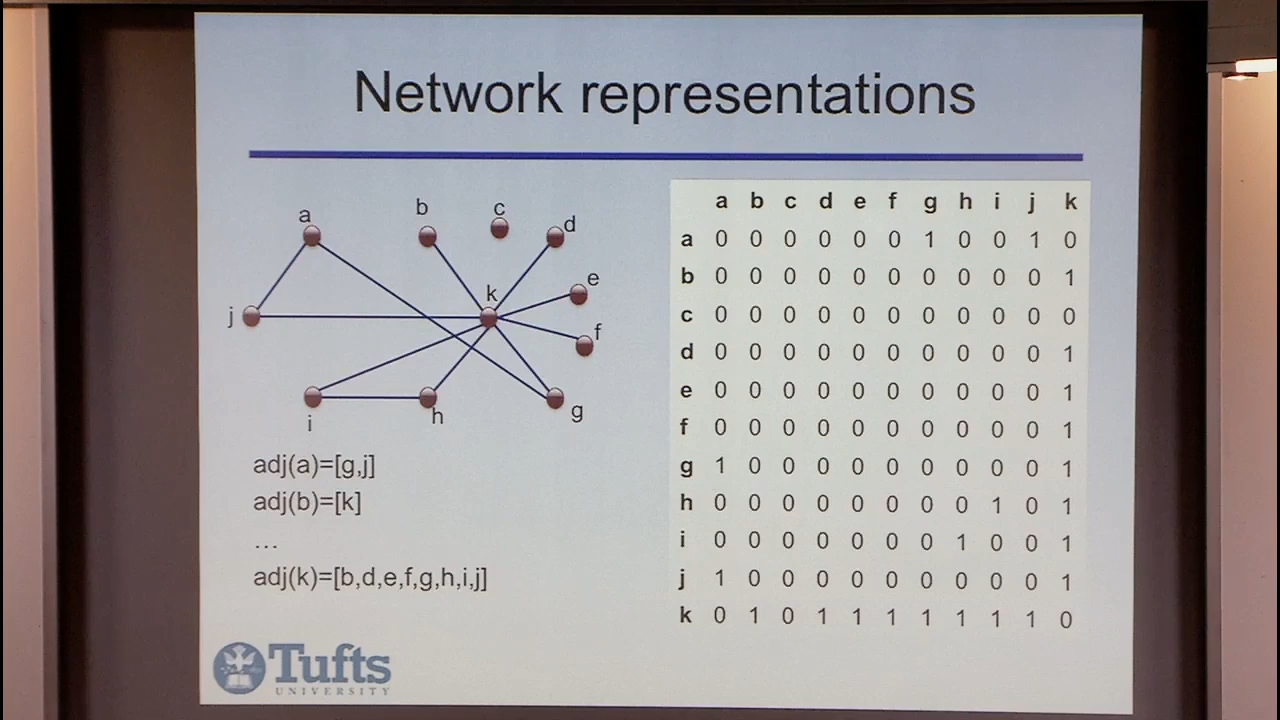 Network representations
a
b
c
d
e
k
j
f
i
h
g
adj(a)=[g,j]
adj(b)=[k]
...
adj(k)=[b,d,e,f,g,h,i,j]
a b c d e f g h i j k
a 0 0 0 0 0 0 1 0 0 1 0
b 0 0 0 0 0 0 0 0 0 0 1
c 0 0 0 0 0 0 0 0 0 0 0
d 0 0 0 0 0 0 0 0 0 0 1
e 0 0 0 0 0 0 0 0 0 0 1
f 0 0 0 0 0 0 0 0 0 0 1
g 1 0 0 0 0 0 0 0 0 0 1
h 0 0 0 0 0 0 0 0 1 0 1
i 0 0 0 0 0 0 0 1 0 0 1
j 1 0 0 0 0 0 0 0 0 0 1
k 0 1 0 1 1 1 1 1 1 1 0
Tufts
UNIVERSITY